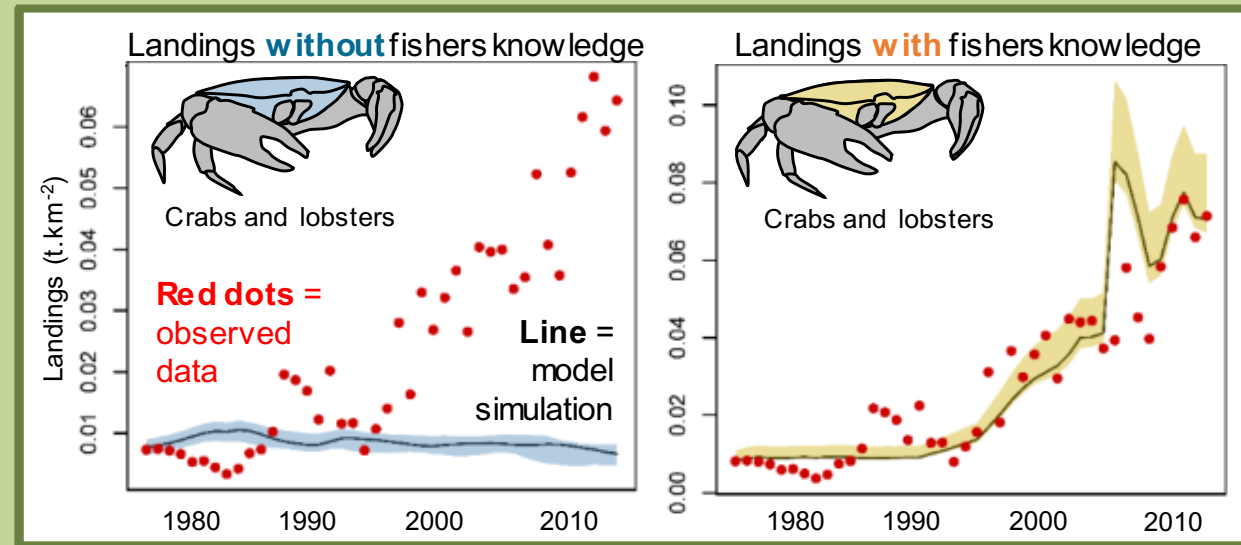 Landings without fishers knowledge
Landings (t.km-2)
0.06
0.05
0.04
0.03
0.02
0.01
Crabs and lobsters
Red dots =
observed
data
Line =
model
simulation
1980 1990 2000 2010
Landings with fishers knowledge
0.10
0.08
0.06
0.04
0.02
0.00
Crabs and lobsters
1980 1990 2000 2010